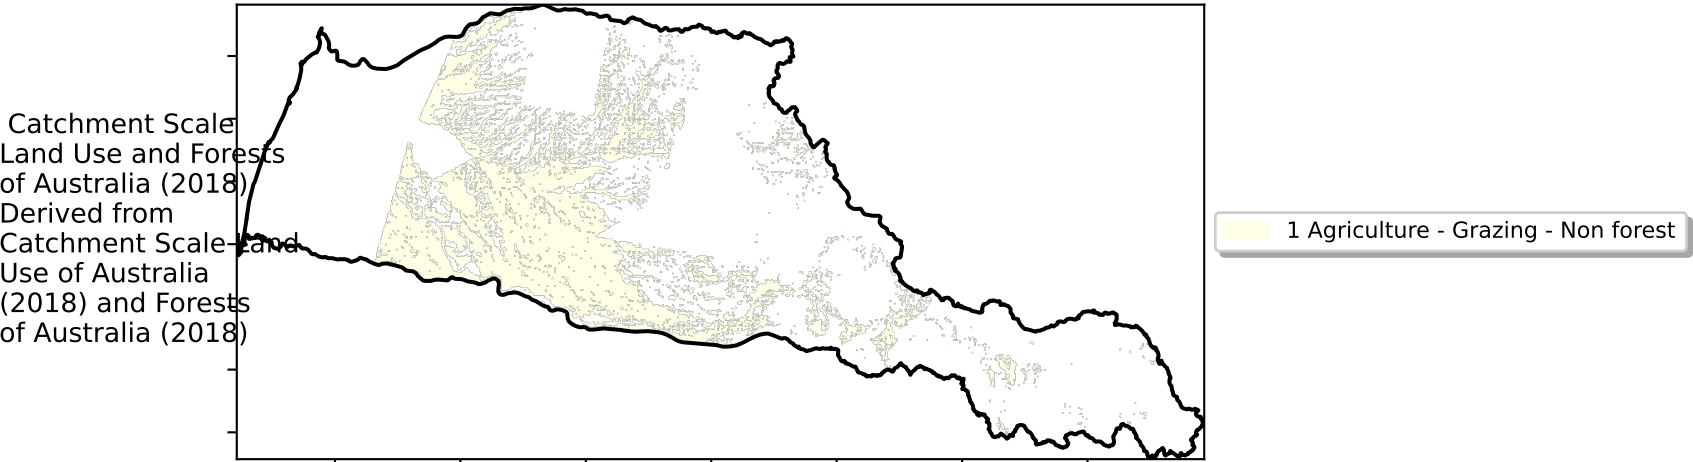 Catchment Scale
Land Use and Forests
of Australia (2018)
Derived from
Catchment Scale Land
Use of Australia
(2018) and Forests
of Australia (2018)
1 Agriculture - Grazing - Non forest